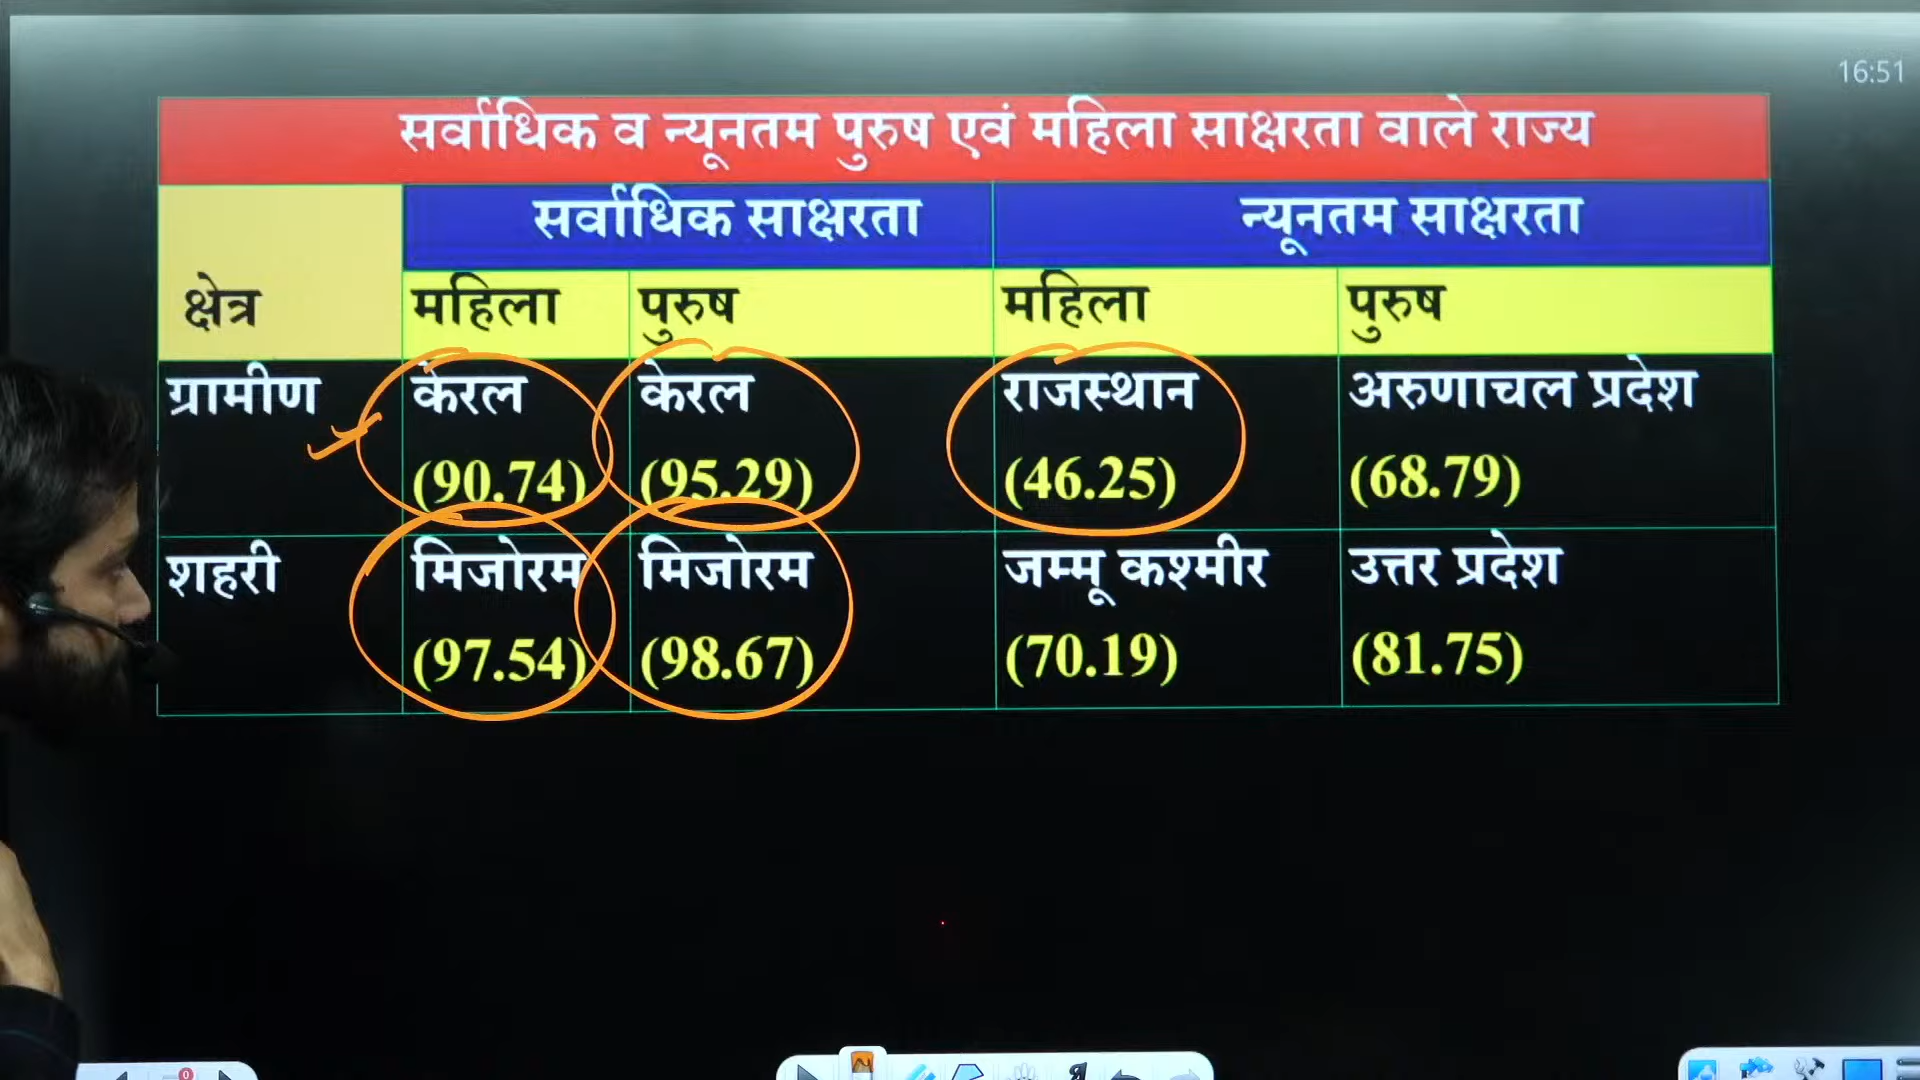 16:51
सर्वाधिक व न्यूनतम पुरुष एवं महिला साक्षरता वाले राज्य
सर्वाधिक साक्षरता न्यूनतम साक्षरता
क्षेत्र महिला पुरुष महिला पुरुष
ग्रामीण केरल केरल राजस्थान अरुणाचल प्रदेश
(90.74) (95.29) (46.25) (68.79)
शहरी मिजोरम मिजोरम जम्मू कश्मीर उत्तर प्रदेश
(97.54) (98.67) (70.19) (81.75)
0